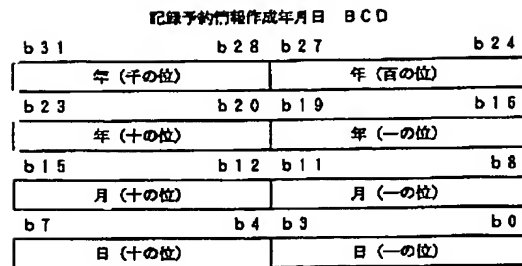 記録予約情報作成年月日 BCD
b31 b28 b27 b24
年（千の位） 年（百の位）
b23 b20 b19 b16
年（十の位） 年（一の位）
b15 b12 b11 b8
月（十の位） 月（一の位）
b7 b4 b3 b0
日（十の位） 日（一の位）